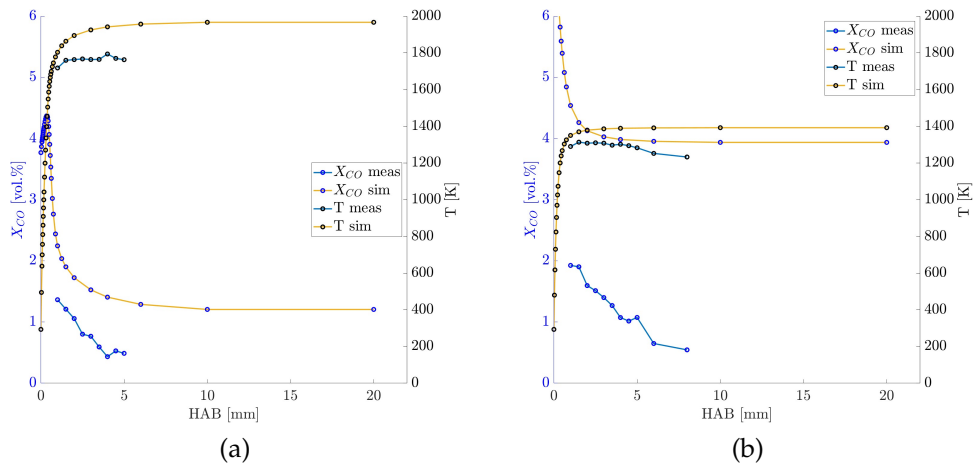 6
5
4
3
2
1
0
X_CO [vol.%]
2000
1800
1600
1400
1200
1000
800
600
400
200
0
T [K]
X_CO meas
X_CO sim
T meas
T sim
0 5 10 15 20
HAB [mm]
(a)
6
5
4
3
2
1
0
X_CO [vol.%]
2000
1800
1600
1400
1200
1000
800
600
400
200
0
T [K]
X_CO meas
X_CO sim
T meas
T sim
0 5 10 15 20
HAB [mm]
(b)